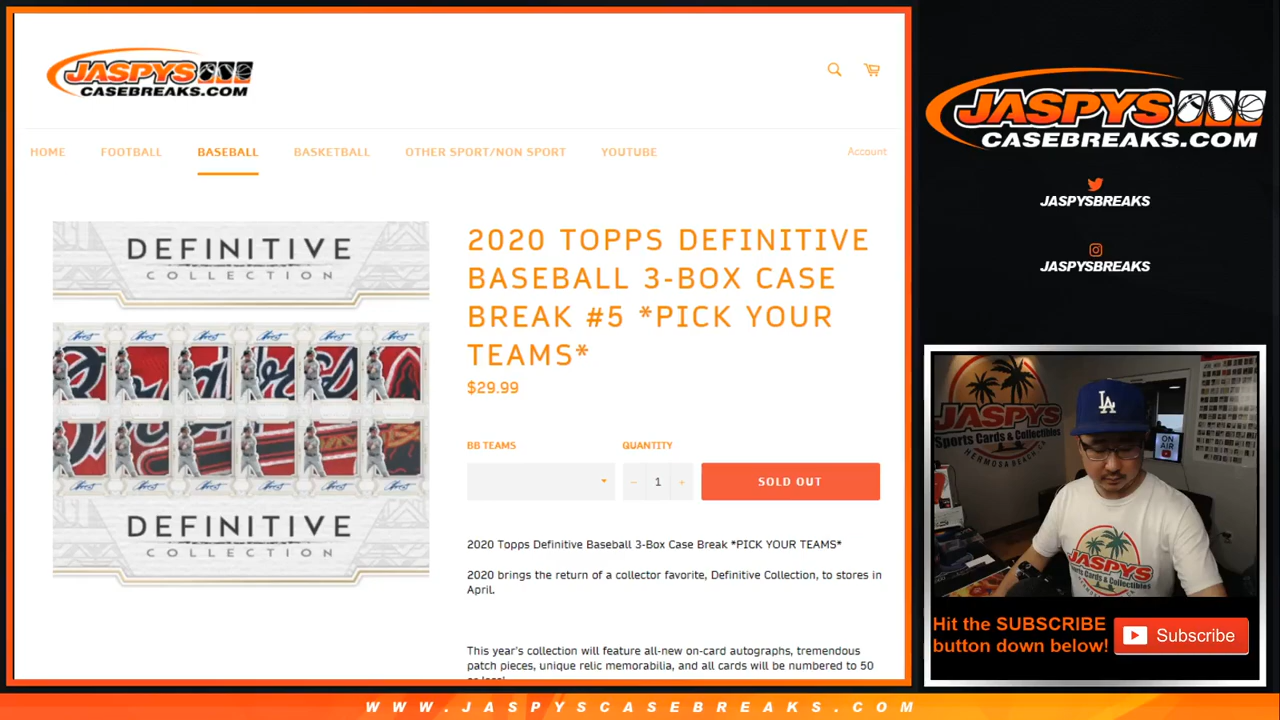 JASPYS
CASEBREAKS.COM
HOME
FOOTBALL
BASEBALL
BASKETBALL
OTHER SPORT/NON SPORT
YOUTUBE
Account
DEFINITIVE
COLLECTION
DEFINITIVE
COLLECTION
2020 TOPPS DEFINITIVE
BASEBALL 3-BOX CASE
BREAK #5 *PICK YOUR
TEAMS*
$29.99
BB TEAMS
QUANTITY
− 1 +
SOLD OUT
2020 Topps Definitive Baseball 3-Box Case Break *PICK YOUR TEAMS*
2020 brings the return of a collector favorite, Definitive Collection, to stores in
April.
This year's collection will feature all-new on-card autographs, tremendous
patch pieces, unique relic memorabilia, and all cards will be numbered to 50
JASPYS
CASEBREAKS.COM
JASPYSBREAKS
JASPYSBREAKS
JASPYS
Sports Cards & Collectibles
HERMOSA BEACH
LA
ON
AIR
JASPYS
Sports Cards & Collectibles
Hit the SUBSCRIBE
button down below!
Subscribe
WWW.JASPYSCASEBREAKS.COM